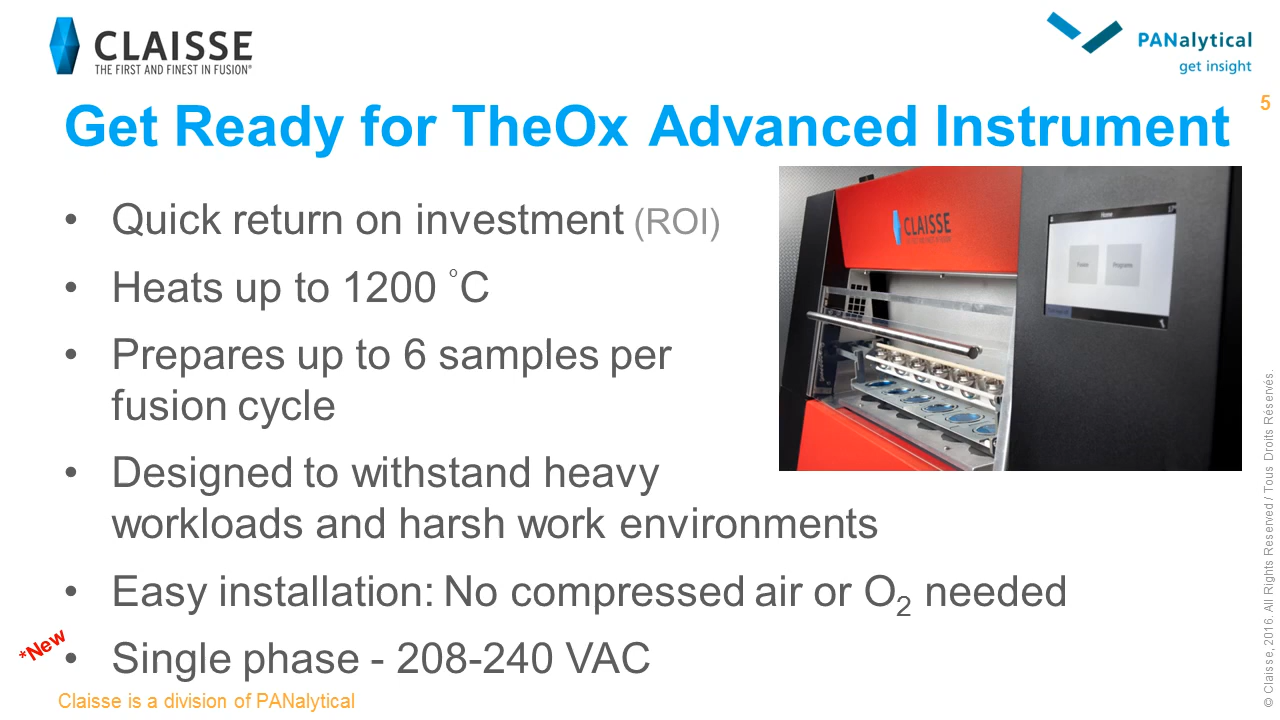 CLAISSE
THE FIRST AND FINEST IN FUSION®
PANalytical
get insight
5
Get Ready for TheOx Advanced Instrument
• Quick return on investment (ROI)
• Heats up to 1200 °C
• Prepares up to 6 samples per
fusion cycle
• Designed to withstand heavy
workloads and harsh work environments
• Easy installation: No compressed air or O₂ needed
*New
• Single phase - 208-240 VAC
CLAISSE
Home
Programs
Claisse is a division of PANalytical
© Claisse, 2016. All Rights Reserved / Tous Droits Réservés.